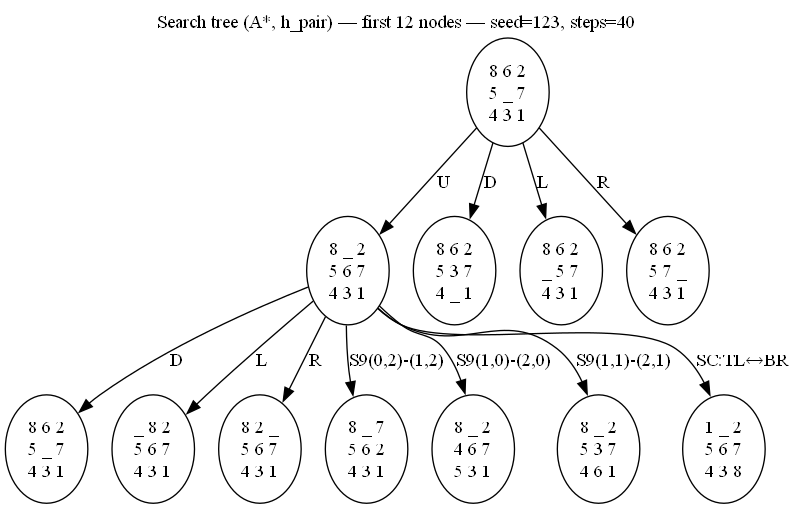 Search tree (A*, h_pair) — first 12 nodes — seed=123, steps=40
8 6 2
5 _ 7
4 3 1
U
D
L
R
8 _ 2
5 6 7
4 3 1
8 6 2
5 3 7
4 _ 1
8 6 2
_ 5 7
4 3 1
8 6 2
5 7 _
4 3 1
D
L
R
S9(0,2)-(1,2)
S9(1,0)-(2,0)
S9(1,1)-(2,1)
SC:TL↔BR
8 6 2
5 _ 7
4 3 1
_ 8 2
5 6 7
4 3 1
8 2 _
5 6 7
4 3 1
8 _ 7
5 6 2
4 3 1
8 _ 2
4 6 7
5 3 1
8 _ 2
5 3 7
4 6 1
1 _ 2
5 6 7
4 3 8